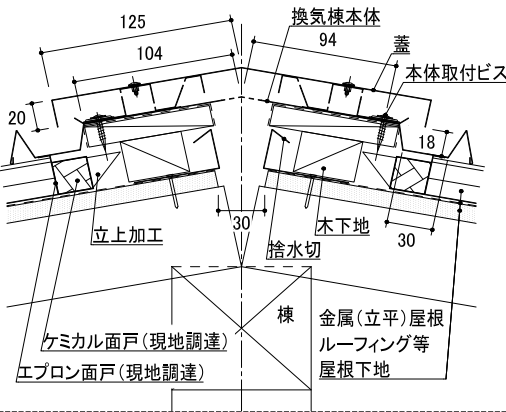 125
換気棟本体
104
94
蓋
本体取付ビス
20
18
30
30
立上加工
木下地
捨水切
棟
ケミカル面戸(現地調達)
エプロン面戸(現地調達)
金属(立平)屋根
ルーフィング等
屋根下地